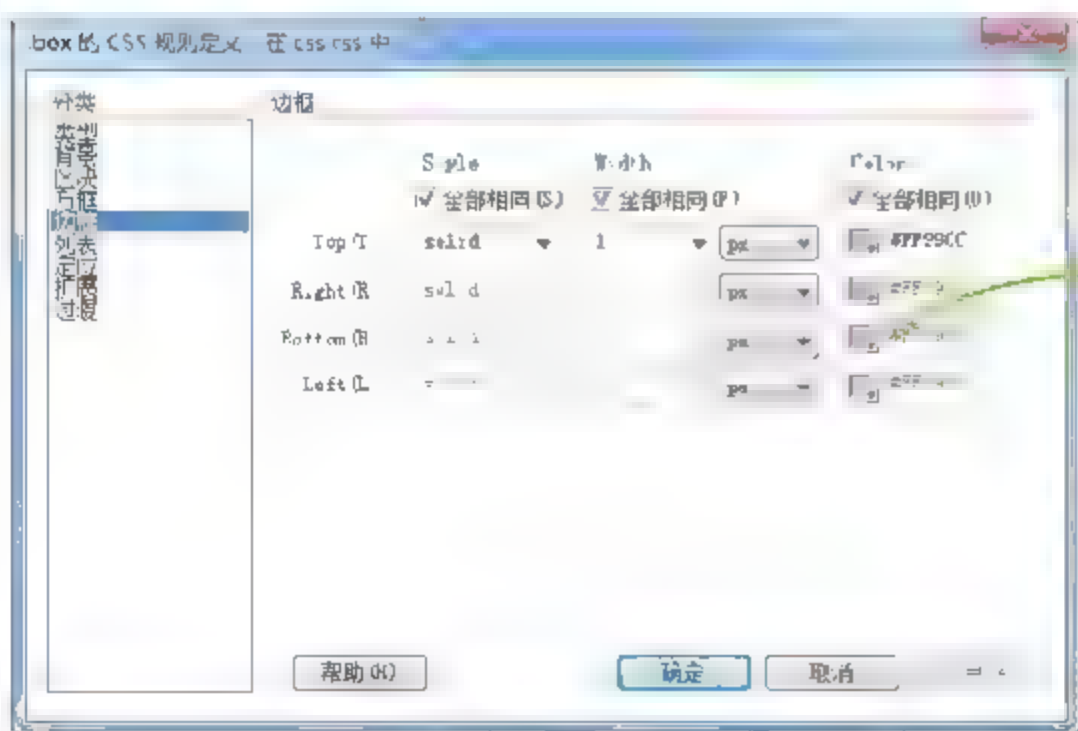 .box 的 CSS 规则定义 在 css css 中
分类
边框
类型
背景
区块
方框
边框
列表
定位
扩展
过渡
Style Width Color
全部相同(S) 全部相同(F) 全部相同(O)
Top(T solid 1 px
Right(R solid px
Bottom(B px
Left(L px
帮助(H) 确定 取消